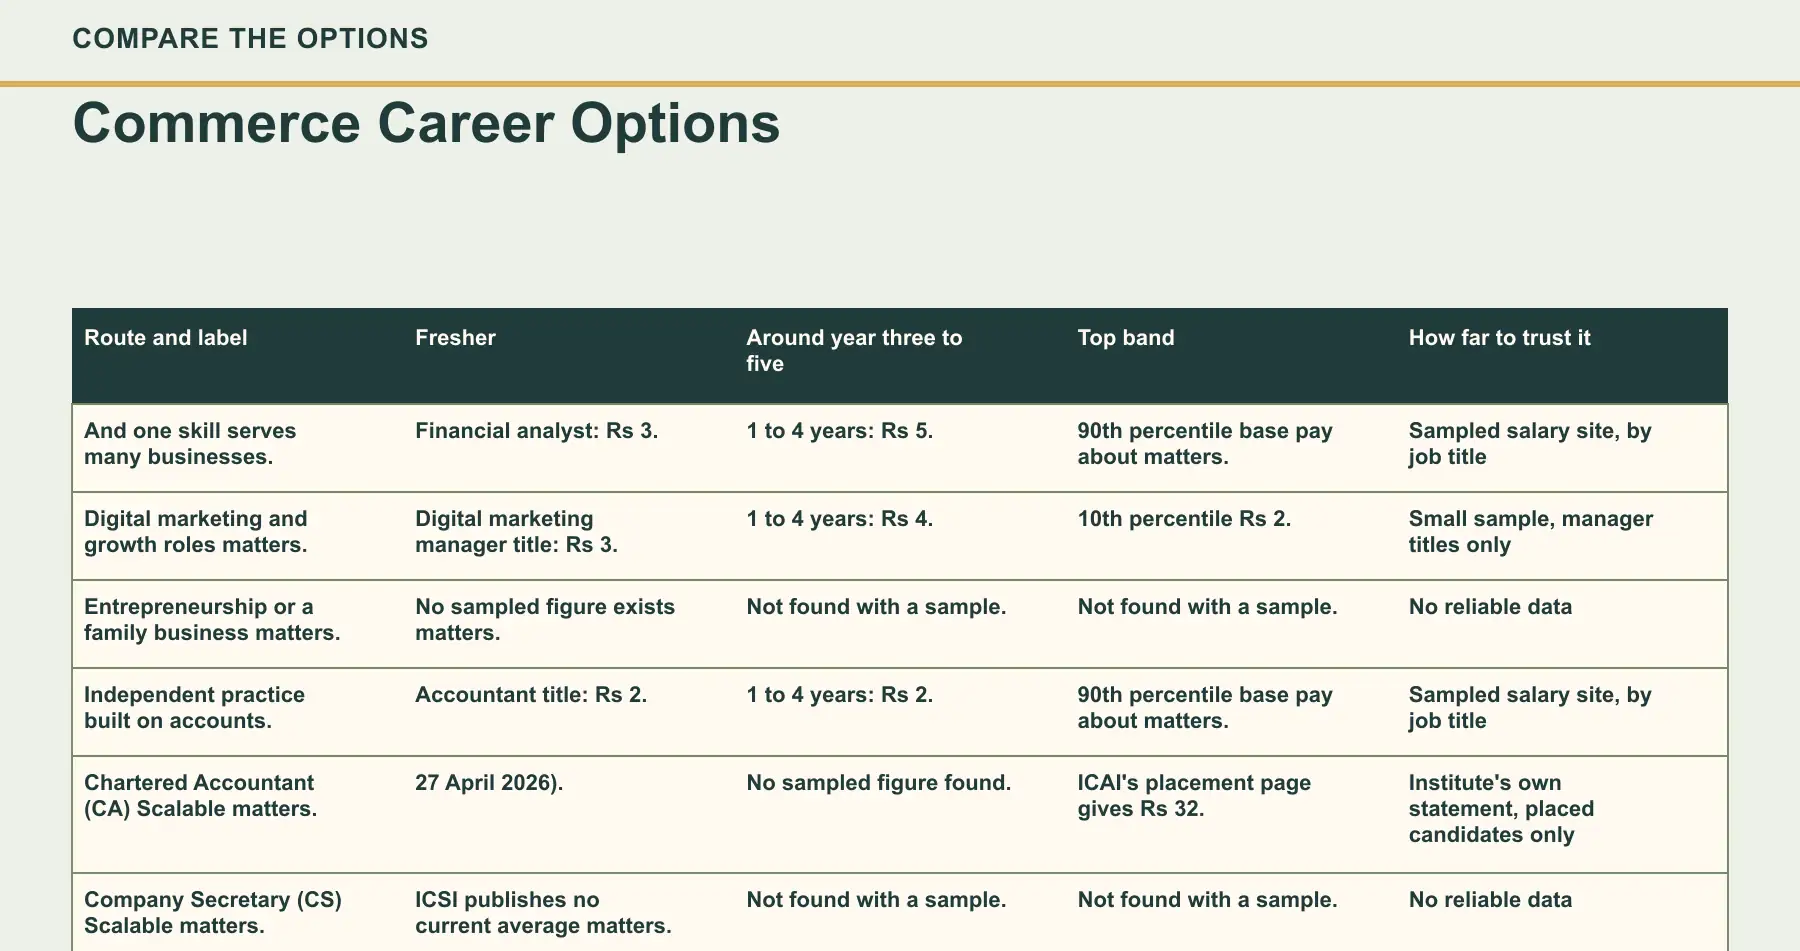 COMPARE THE OPTIONS
Commerce Career Options
Route and label
Fresher
Around year three to
five
Top band
How far to trust it
And one skill serves
many businesses.
Financial analyst: Rs 3.
1 to 4 years: Rs 5.
90th percentile base pay
about matters.
Sampled salary site, by
job title
Digital marketing and
growth roles matters.
Digital marketing
manager title: Rs 3.
1 to 4 years: Rs 4.
10th percentile Rs 2.
Small sample, manager
titles only
Entrepreneurship or a
family business matters.
No sampled figure exists
matters.
Not found with a sample.
Not found with a sample.
No reliable data
Independent practice
built on accounts.
Accountant title: Rs 2.
1 to 4 years: Rs 2.
90th percentile base pay
about matters.
Sampled salary site, by
job title
Chartered Accountant
(CA) Scalable matters.
27 April 2026).
No sampled figure found.
ICAI's placement page
gives Rs 32.
Institute's own
statement, placed
candidates only
Company Secretary (CS)
Scalable matters.
ICSI publishes no
current average matters.
Not found with a sample.
Not found with a sample.
No reliable data